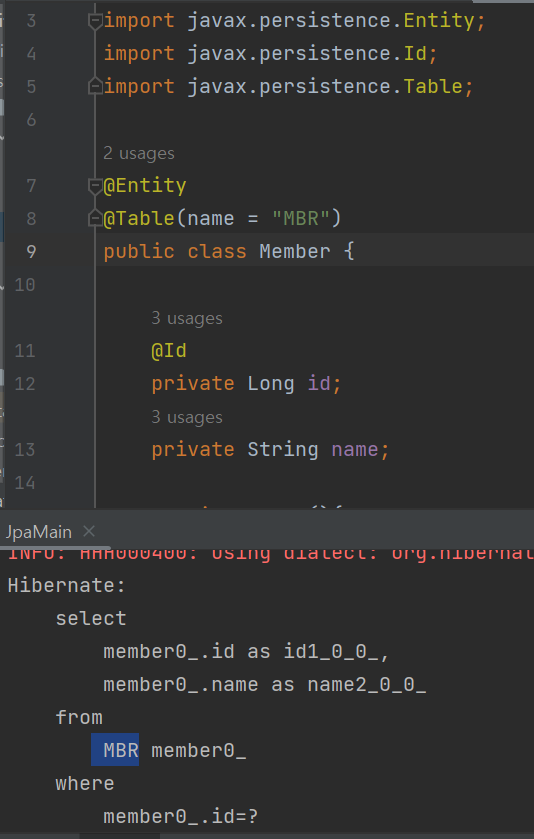 3 import javax.persistence.Entity;
4 import javax.persistence.Id;
5 import javax.persistence.Table;
6
2 usages
7 @Entity
8 @Table(name = "MBR")
9 public class Member {
10
3 usages
11 @Id
12 private Long id;
3 usages
13 private String name;
14
JpaMain
INFO: HHH000400: Using dialect: org.hibernat
Hibernate:
select
member0_.id as id1_0_0_,
member0_.name as name2_0_0_
from
MBR member0_
where
member0_.id=?